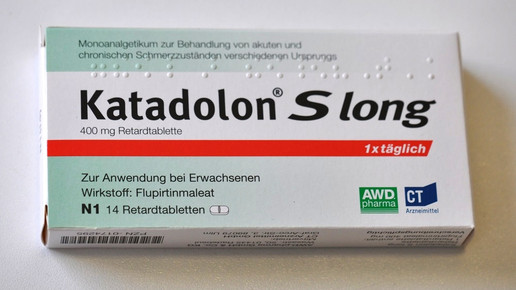 Monoanalgetikum zur Behandlung von akuten und
chronischen Schmerzzuständen verschiedenen Ursprungs
Katadolon® S long
400 mg Retardtablette
1x täglich
Zur Anwendung bei Erwachsenen
Wirkstoff: Flupirtinmaleat
N1 14 Retardtabletten
AWD
pharma
CT
Arzneimittel